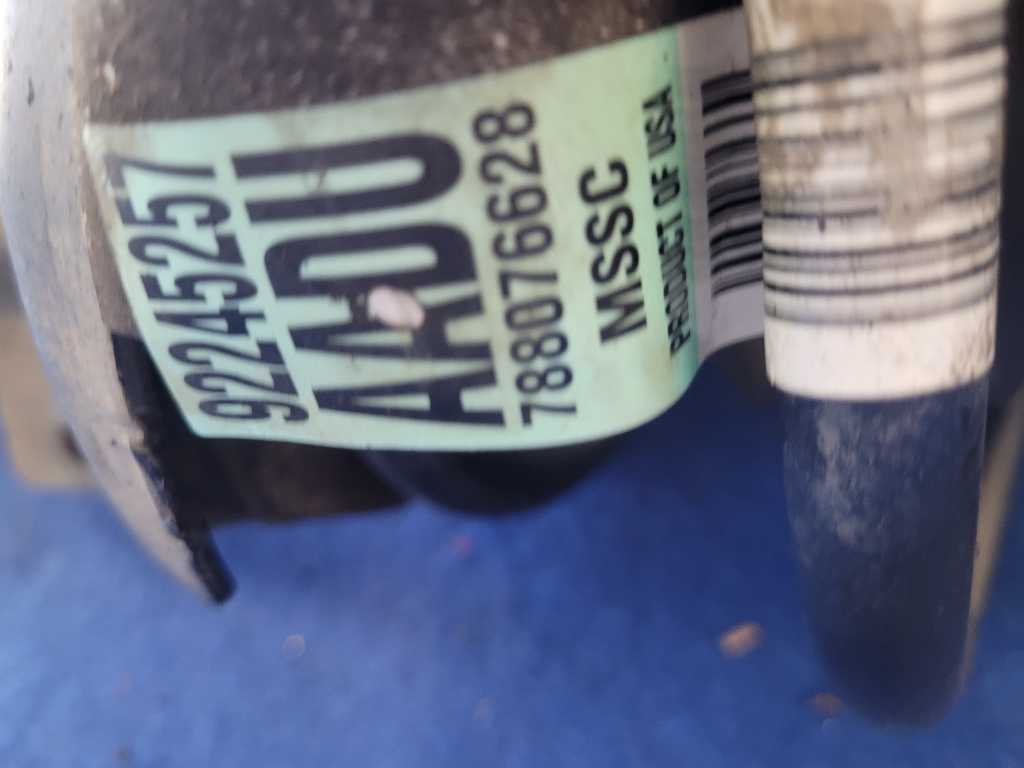 92245257
AADU
788076628
MSSC
PRODUCT OF USA